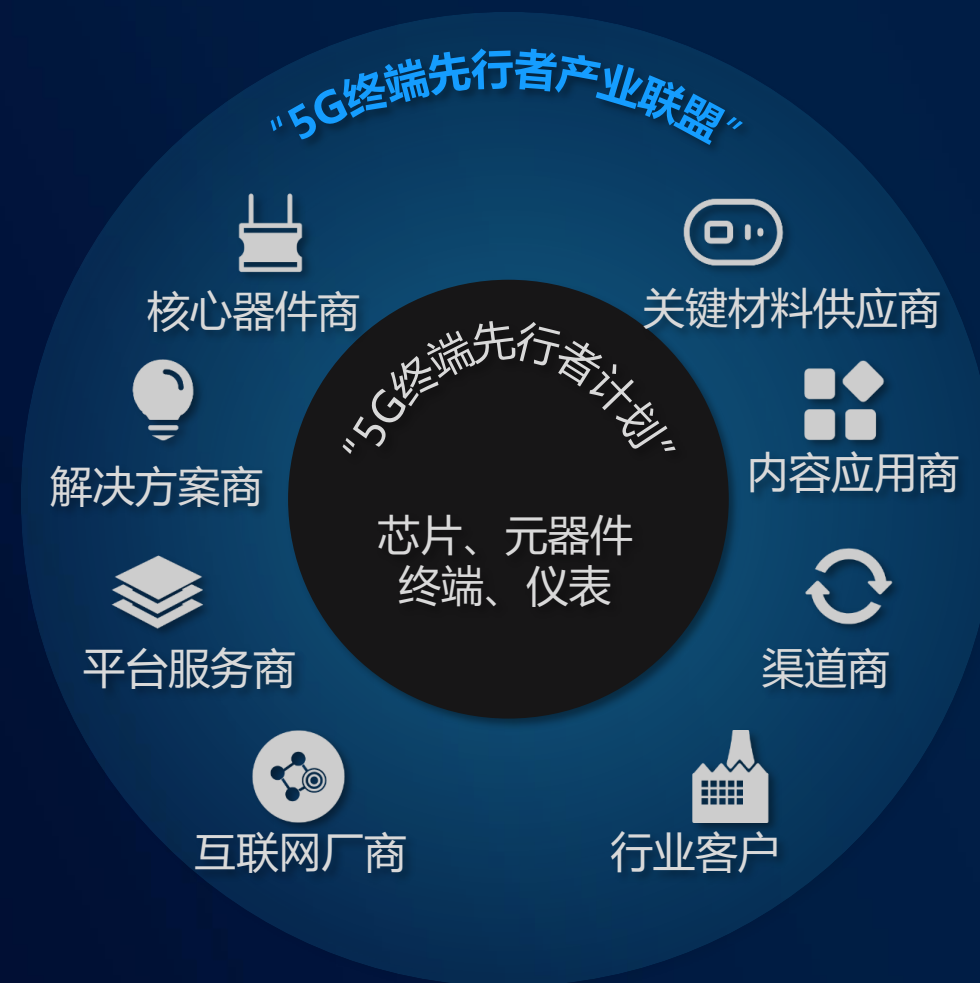 “5G终端先行者产业联盟”
核心器件商
关键材料供应商
“5G终端先行者计划”
解决方案商
内容应用商
芯片、元器件
终端、仪表
平台服务商
渠道商
互联网厂商
行业客户